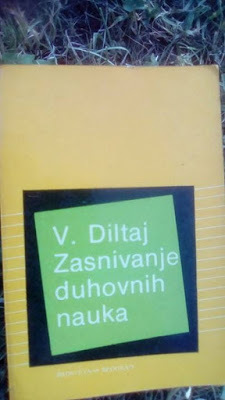 V. Diltaj
Zasnivanje
duhovnih
nauka